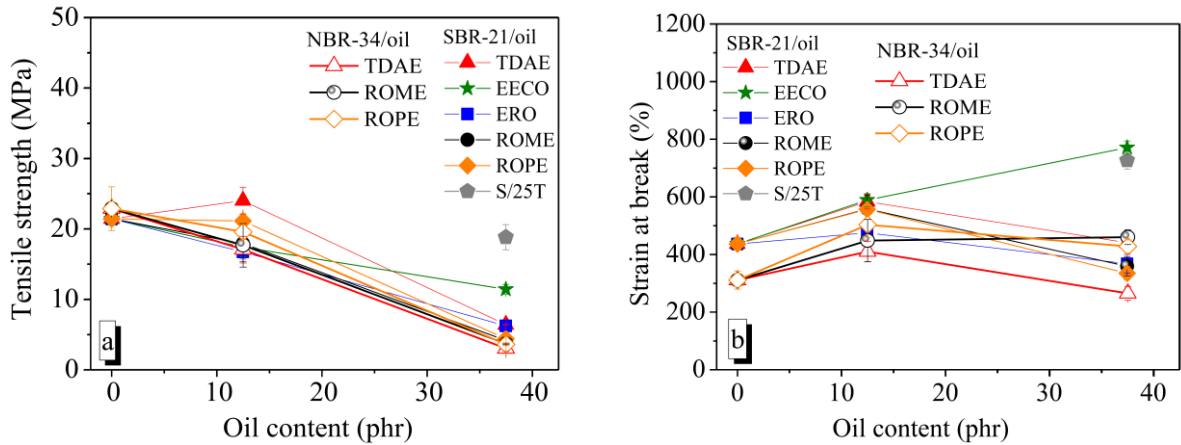 50
40
30
20
10
0
Tensile strength (MPa)
NBR-34/oil
TDAE
ROME
ROPE
SBR-21/oil
TDAE
EECO
ERO
ROME
ROPE
S/25T
a
0 10 20 30 40
Oil content (phr)
1200
1000
800
600
400
200
0
Strain at break (%)
SBR-21/oil
TDAE
EECO
ERO
ROME
ROPE
S/25T
NBR-34/oil
TDAE
ROME
ROPE
b
0 10 20 30 40
Oil content (phr)